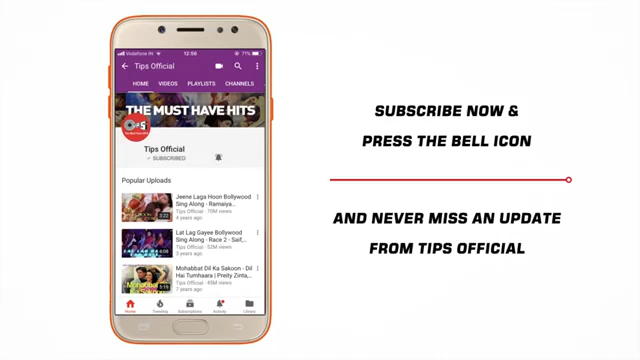 Vodafone IN
12:56
71%
Tips Official
HOME VIDEOS PLAYLISTS CHANNELS
THE MUST HAVE HITS
Tips Official
SUBSCRIBED
Popular Uploads
Jeene Laga Hoon Bollywood
Sing Along - Ramaiya...
Tips Official · 70M views
4 years ago
3:22
Lat Lag Gayee Bollywood
Sing Along - Race 2 - Saif,...
Tips Official · 52M views
3 years ago
4:08
Mohabbat Dil Ka Sakoon - Dil
Hai Tumhaara | Preity Zinta,...
Tips Official · 45M views
7 years ago
5:15
Home Trending Subscriptions Activity Library
SUBSCRIBE NOW &
PRESS THE BELL ICON
AND NEVER MISS AN UPDATE
FROM TIPS OFFICIAL